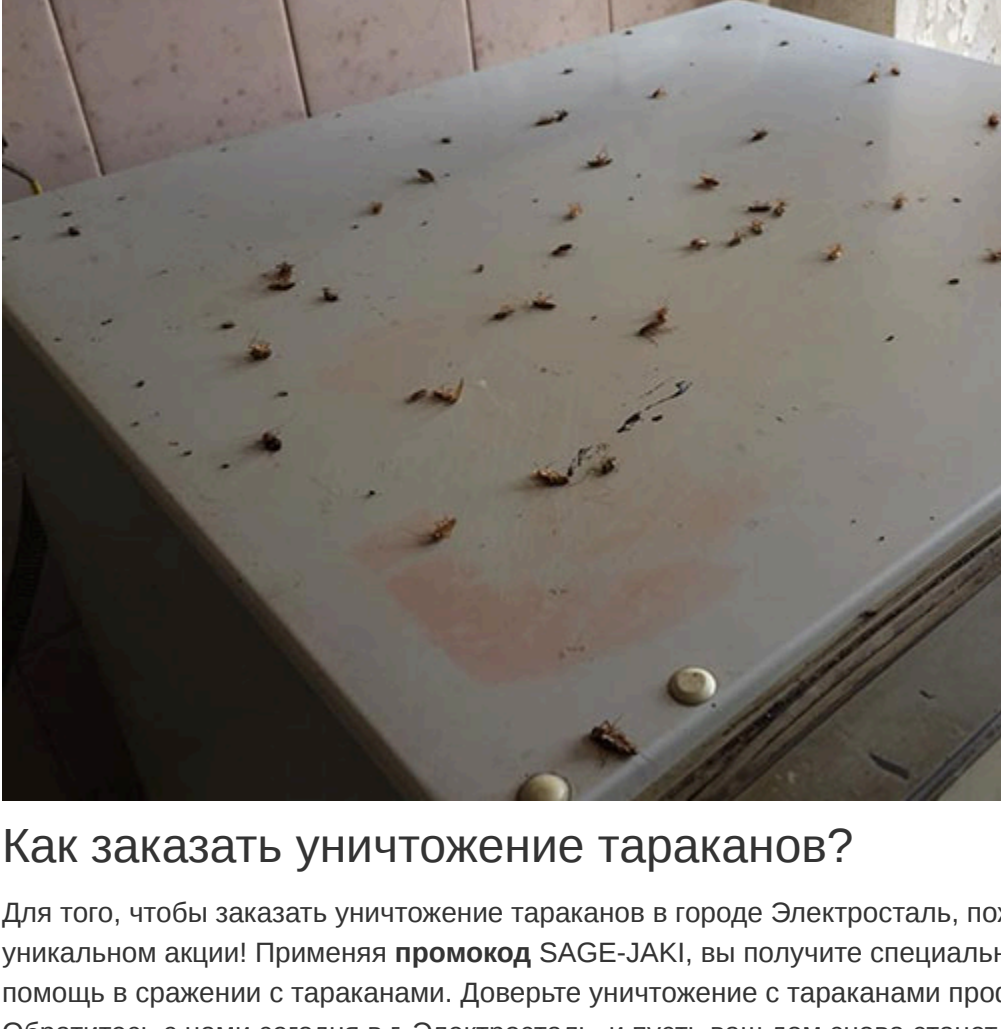 Как заказать уничтожение тараканов?
Для того, чтобы заказать уничтожение тараканов в городе Электросталь,
уникальном акции! Применяя промокод SAGE-JAKI, вы получите
помощь в сражении с тараканами. Доверьте уничтожение с тараканами